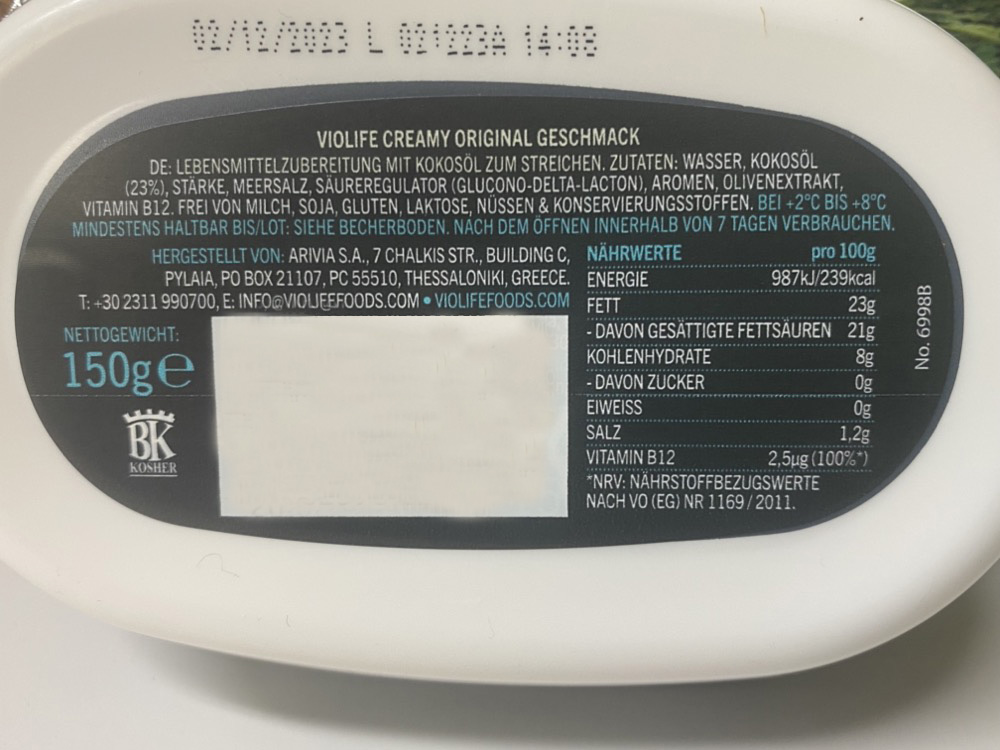 02/12/2023 L 021223A 14:08
VIOLIFE CREAMY ORIGINAL GESCHMACK
DE: LEBENSMITTELZUBEREITUNG MIT KOKOSÖL ZUM STREICHEN. ZUTATEN: WASSER, KOKOSÖL
(23%), STÄRKE, MEERSALZ, SÄUREREGULATOR (GLUCONO-DELTA-LACTON), AROMEN, OLIVENEXTRAKT,
VITAMIN B12. FREI VON MILCH, SOJA, GLUTEN, LAKTOSE, NÜSSEN & KONSERVIERUNGSSTOFFEN. BEI +2°C BIS +8°C
MINDESTENS HALTBAR BIS/LOT: SIEHE BECHERBODEN. NACH DEM ÖFFNEN INNERHALB VON 7 TAGEN VERBRAUCHEN.
HERGESTELLT VON: ARIVIA S.A., 7 CHALKIS STR., BUILDING C,
PYLAIA, PO BOX 21107, PC 55510, THESSALONIKI, GREECE.
T: +30 2311 990700, E: INFO@VIOLIFEFOODS.COM • VIOLIFEFOODS.COM
NETTOGEWICHT:
150g e
BK
KOSHER
NÄHRWERTE pro 100g
ENERGIE 987kJ/239kcal
FETT 23g
- DAVON GESÄTTIGTE FETTSÄUREN 21g
KOHLENHYDRATE 8g
- DAVON ZUCKER 0g
EIWEISS 0g
SALZ 1,2g
VITAMIN B12 2,5µg (100%*)
*NRV: NÄHRSTOFFBEZUGSWERTE
NACH VO (EG) NR 1169 / 2011.
No. 6998B